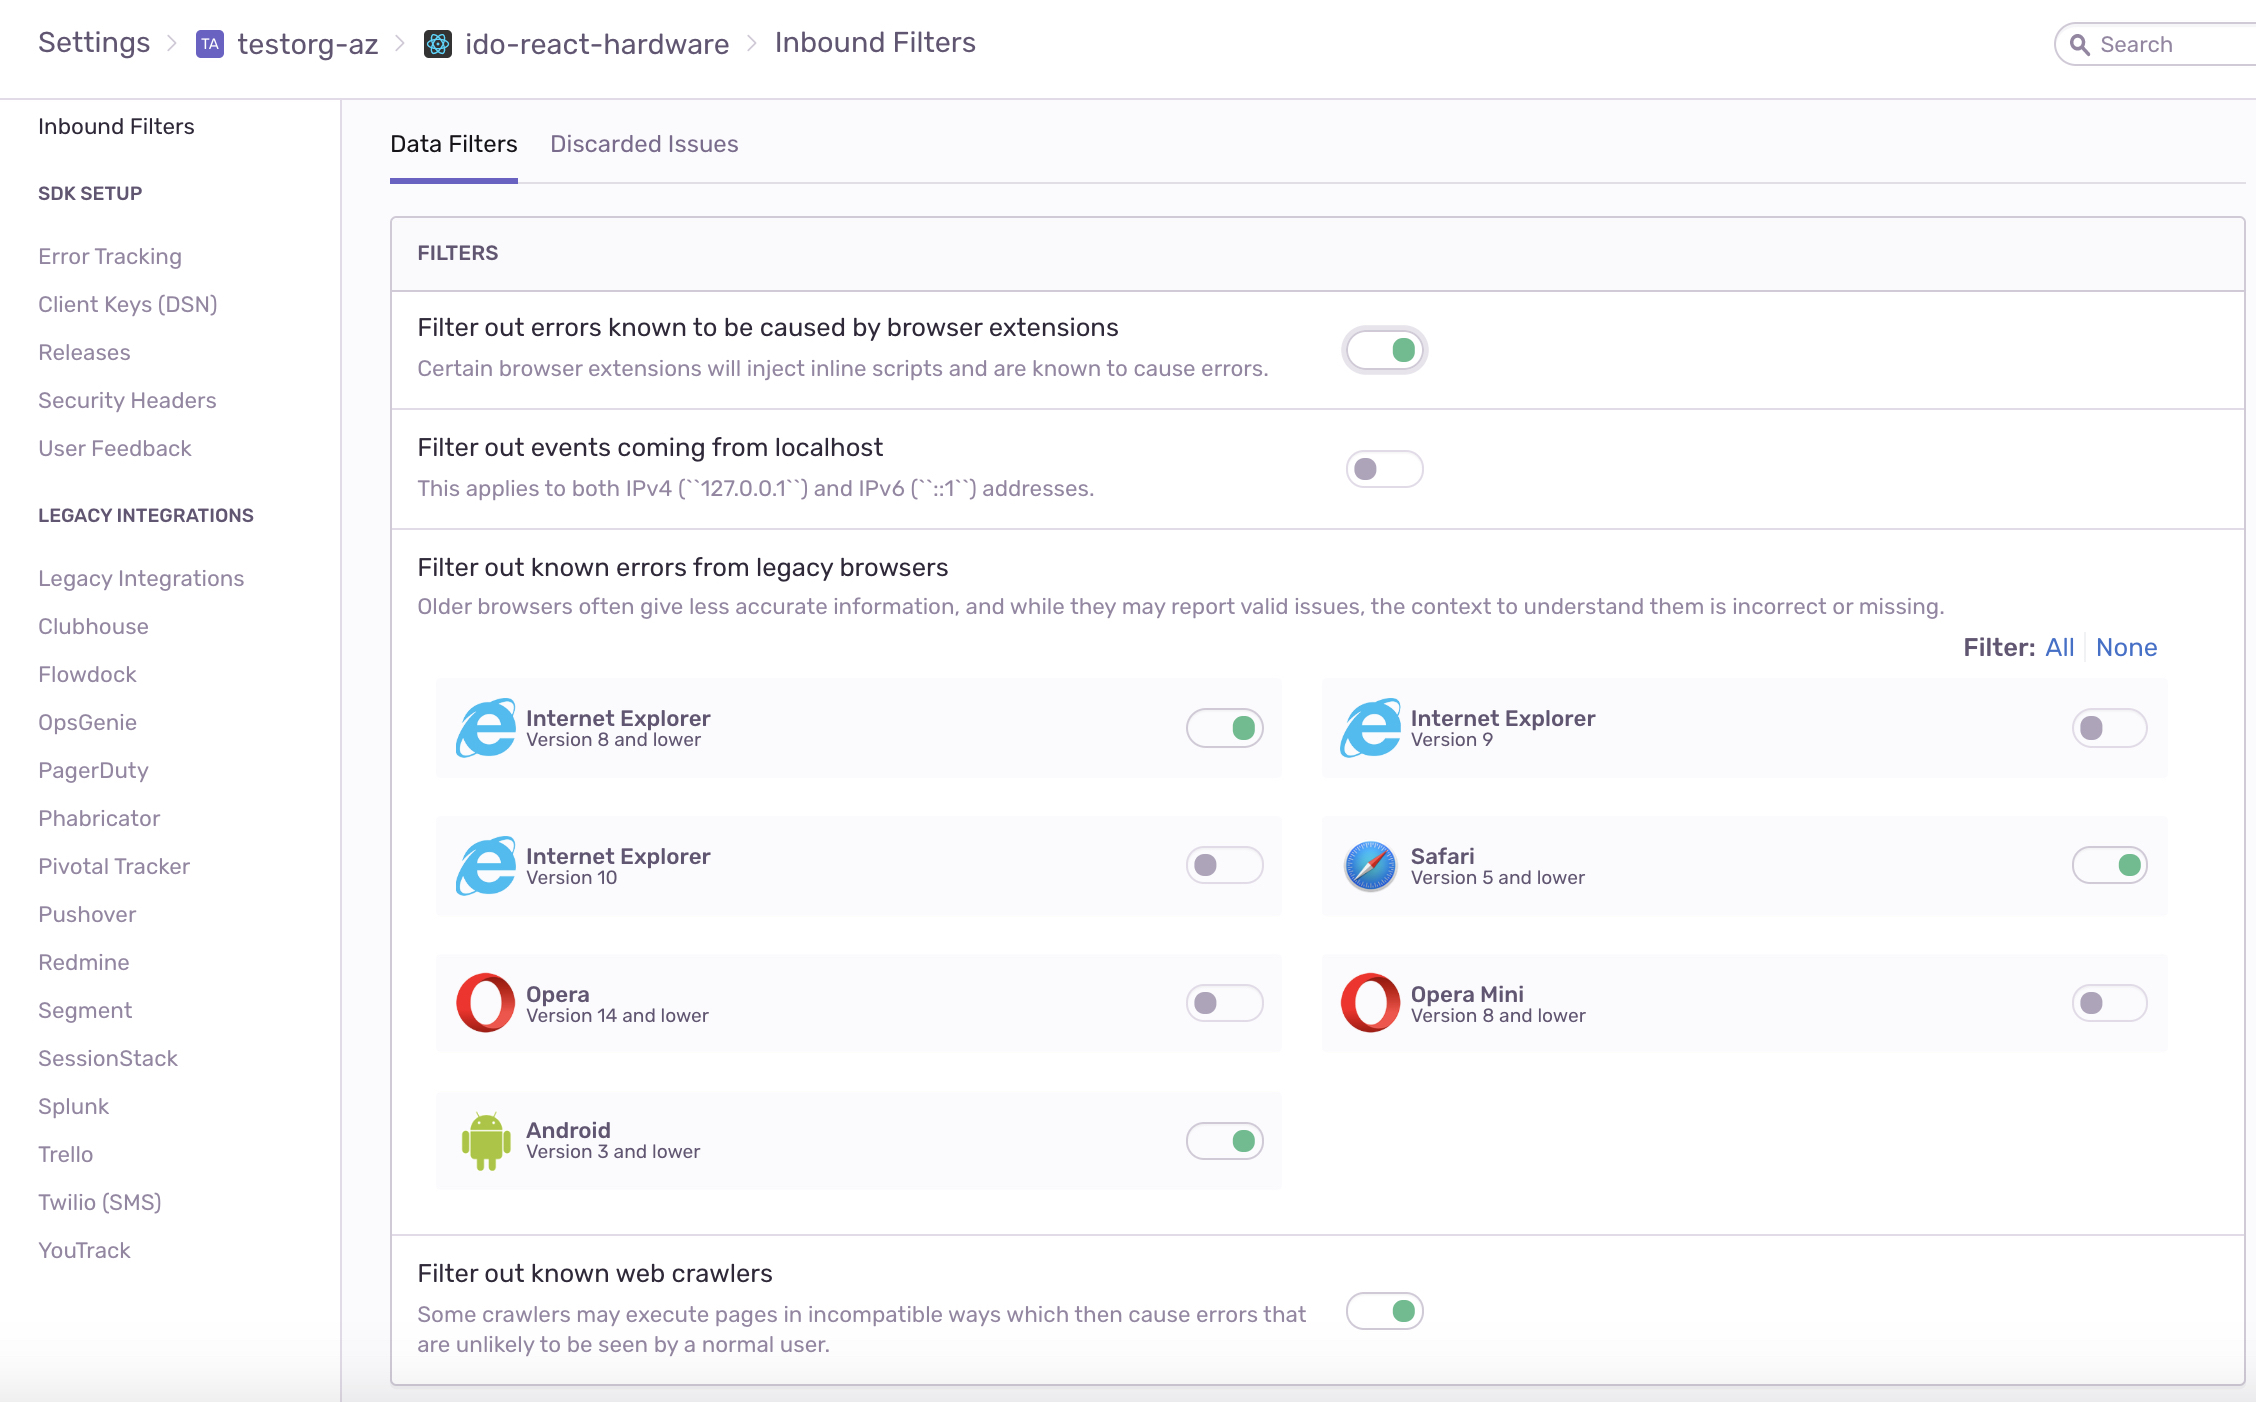 Settings
TA testorg-az
ido-react-hardware
Inbound Filters
Search
Inbound Filters
SDK SETUP
Error Tracking
Client Keys (DSN)
Releases
Security Headers
User Feedback
LEGACY INTEGRATIONS
Legacy Integrations
Clubhouse
Flowdock
OpsGenie
PagerDuty
Phabricator
Pivotal Tracker
Pushover
Redmine
Segment
SessionStack
Splunk
Trello
Twilio (SMS)
YouTrack
Data Filters
Discarded Issues
FILTERS
Filter out errors known to be caused by browser extensions
Certain browser extensions will inject inline scripts and are known to cause errors.
Filter out events coming from localhost
This applies to both IPv4 (``127.0.0.1``) and IPv6 (``::1``) addresses.
Filter out known errors from legacy browsers
Older browsers often give less accurate information, and while they may report valid issues, the context to understand them is incorrect or missing.
Filter: All None
Internet Explorer
Version 8 and lower
Internet Explorer
Version 9
Internet Explorer
Version 10
Safari
Version 5 and lower
Opera
Version 14 and lower
Opera Mini
Version 8 and lower
Android
Version 3 and lower
Filter out known web crawlers
Some crawlers may execute pages in incompatible ways which then cause errors that
are unlikely to be seen by a normal user.